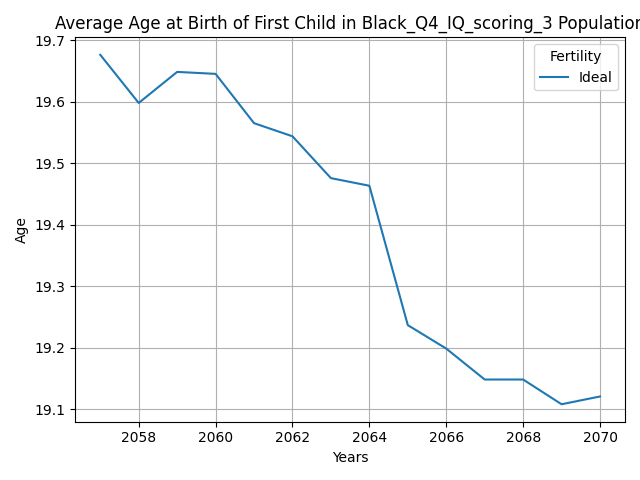 Average Age at Birth of First Child in Black_Q4_IQ_scoring_3 Population
Fertility
Ideal
Age
19.7
19.6
19.5
19.4
19.3
19.2
19.1
2058 2060 2062 2064 2066 2068 2070
Years